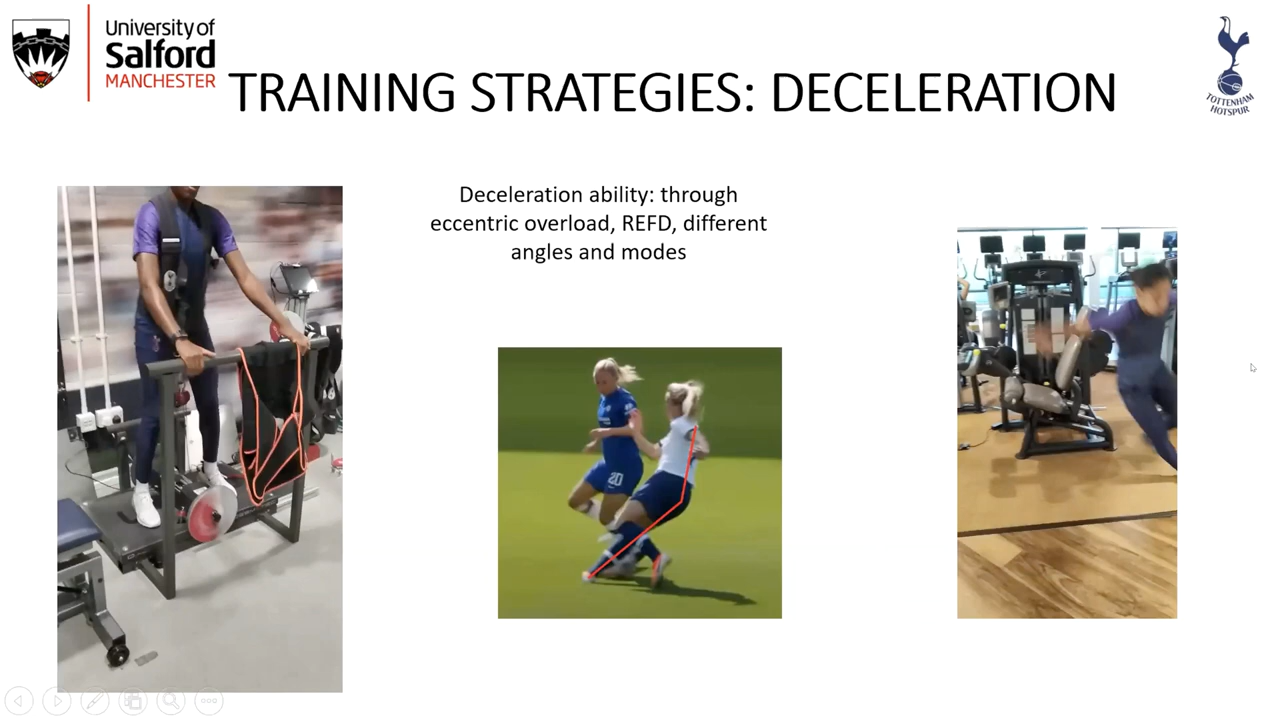 University of
Salford
MANCHESTER
TRAINING STRATEGIES: DECELERATION
TOTTENHAM
HOTSPUR
Deceleration ability: through
eccentric overload, REFD, different
angles and modes
20